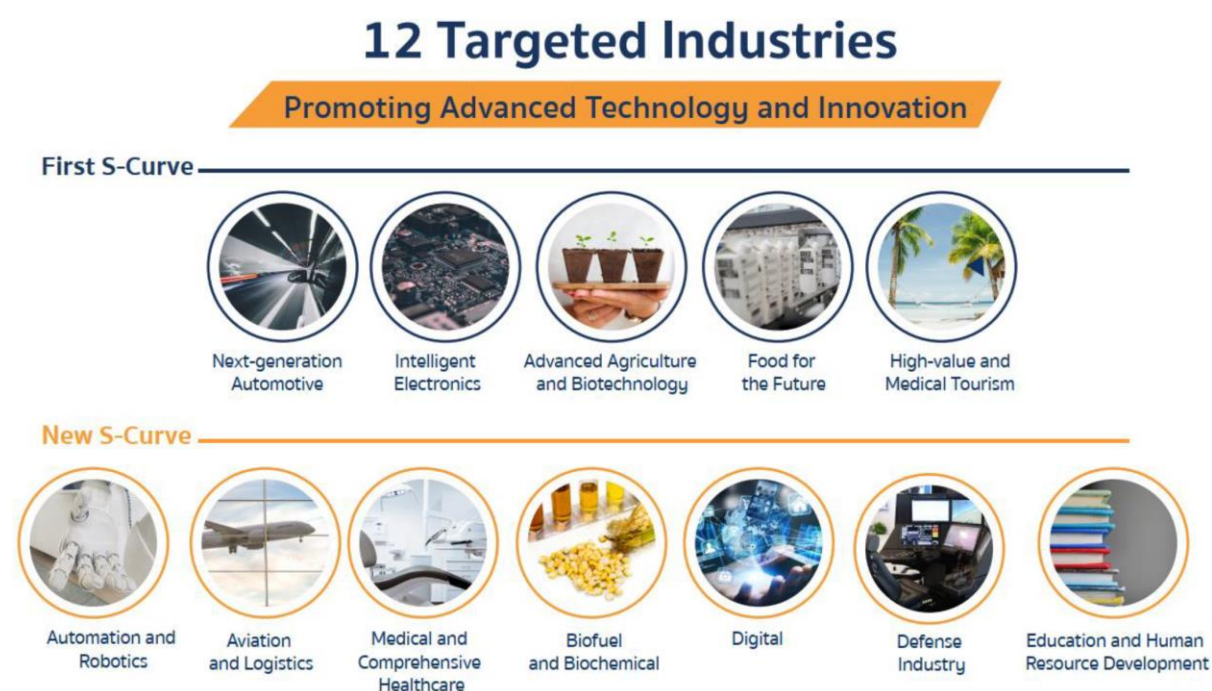 12 Targeted Industries
Promoting Advanced Technology and Innovation
First S-Curve
Next-generation
Automotive
Intelligent
Electronics
Advanced Agriculture
and Biotechnology
Food for
the Future
High-value and
Medical Tourism
New S-Curve
Automation and
Robotics
Aviation
and Logistics
Medical and
Comprehensive
Healthcare
Biofuel
and Biochemical
Digital
Defense
Industry
Education and Human
Resource Development